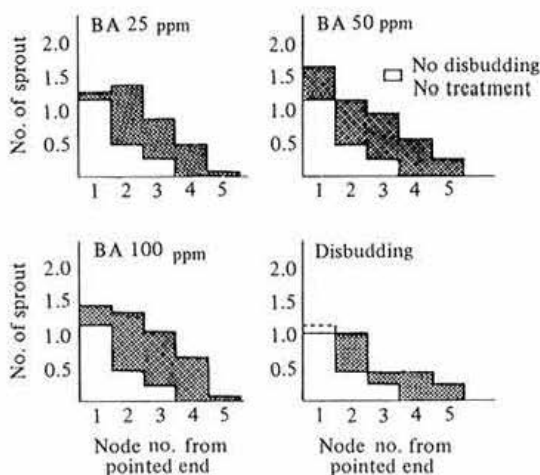 BA 25 ppm
No. of sprout
2.0
1.5
1.0
0.5
1 2 3 4 5
BA 50 ppm
2.0
1.5
1.0
0.5
No disbudding
No treatment
1 2 3 4 5
BA 100 ppm
No. of sprout
2.0
1.5
1.0
0.5
1 2 3 4 5
Node no. from
pointed end
Disbudding
2.0
1.5
1.0
0.5
1 2 3 4 5
Node no. from
pointed end